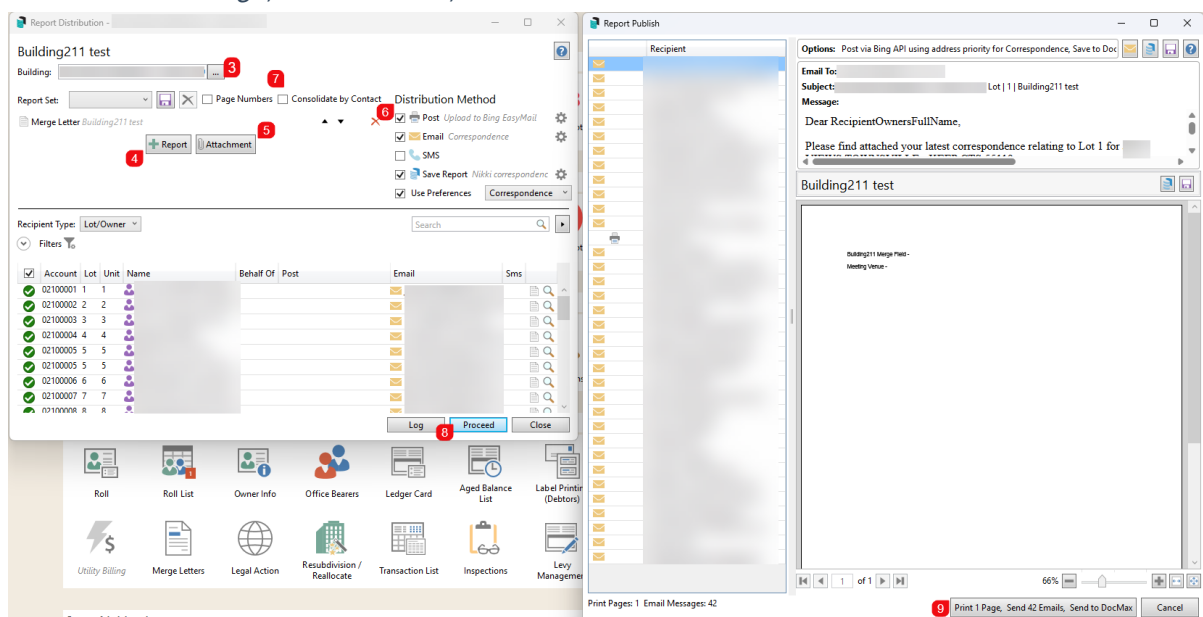 Report Distribution -
Building211 test
Building:
...
3
7
Report Set:
Page Numbers
Consolidate by Contact
Merge Letter Building211 test
4
Report
5
Attachment
Distribution Method
6
Post Upload to Bing EasyMail
Email Correspondence
SMS
Save Report Nikki correspondenc
Use Preferences
Correspondence
Recipient Type:
Lot/Owner
Search
Filters
Account Lot Unit Name Behalf Of Post Email Sms
02100001 1 1
02100002 2 2
02100003 3 3
02100004 4 4
02100005 5 5
02100005 5 5
02100006 6 6
02100007 7 7
02100008 8 8
Log
8
Proceed
Close
Roll
Roll List
Owner Info
Office Bearers
Ledger Card
Aged Balance
List
Label Printin
(Debtors)
Utility Billing
Merge Letters
Legal Action
Resubdivision /
Reallocate
Transaction List
Inspections
Levy
Managemen
Report Publish
Recipient
Print Pages: 1 Email Messages: 42
Options: Post via Bing API using address priority for Correspondence, Save to Doc
Email To:
Subject: Lot | 1 | Building211 test
Message:
Dear RecipientOwnersFullName,
Please find attached your latest correspondence relating to Lot 1 for
Building211 test
Building211 Merge Field -
Meeting Venue -
1 of 1
66%
9
Print 1 Page, Send 42 Emails, Send to DocMax
Cancel